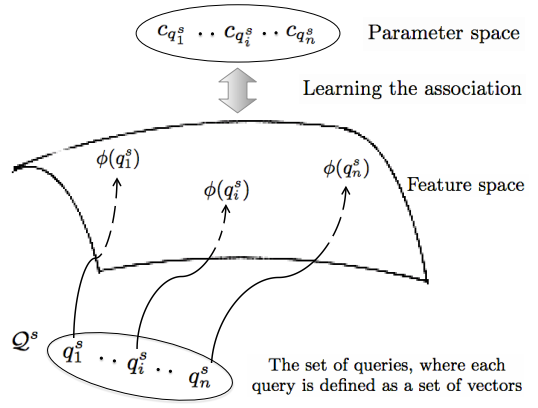 c_{q_1^s} · · c_{q_i^s} · · c_{q_n^s} Parameter space
Learning the association
ϕ(q_1^s) ϕ(q_i^s) ϕ(q_n^s)
Feature space
𝒬^s
q_1^s · · q_i^s · · q_n^s
The set of queries, where each
query is defined as a set of vectors